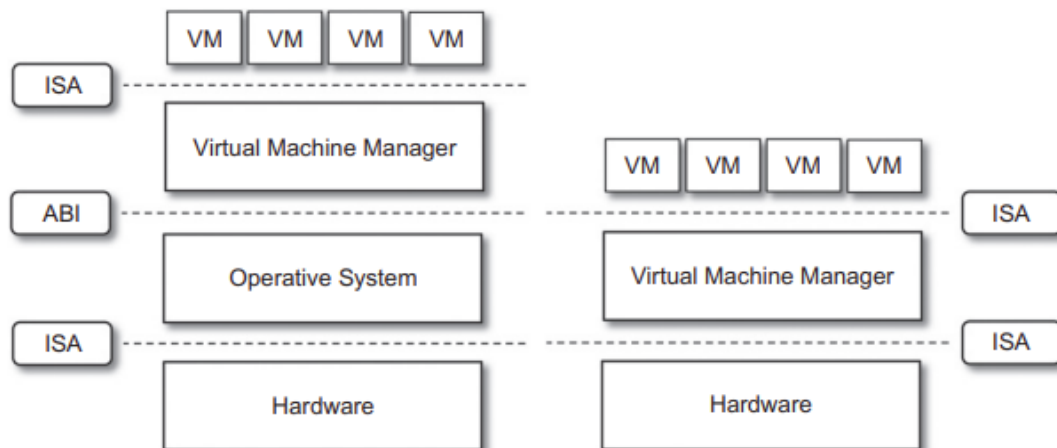 VM VM VM VM
ISA
Virtual Machine Manager
ABI
Operative System
ISA
Hardware
VM VM VM VM
ISA
Virtual Machine Manager
ISA
Hardware